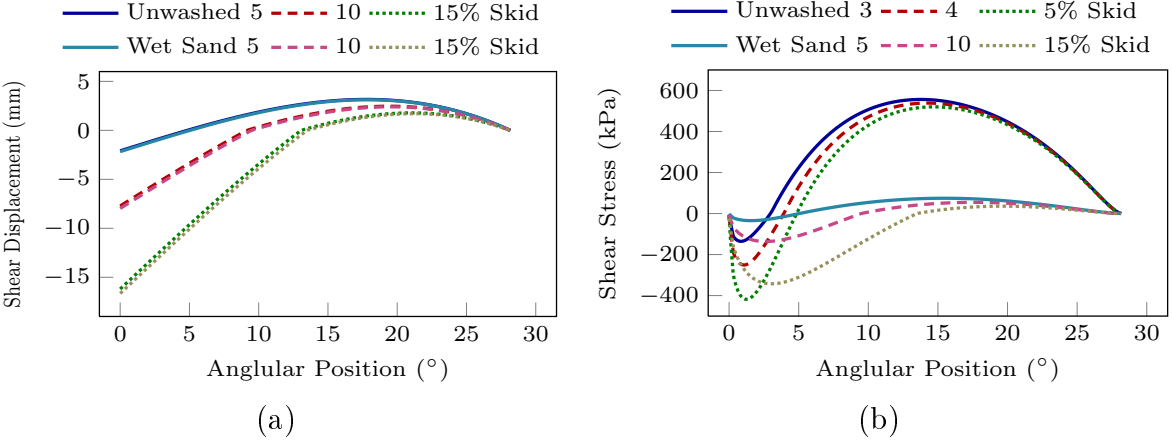 Unwashed 5 10 15% Skid
Wet Sand 5 10 15% Skid
5
0
−5
−10
−15
Shear Displacement (mm)
0 5 10 15 20 25 30
Anglular Position (°)
(a)
Unwashed 3 4 5% Skid
Wet Sand 5 10 15% Skid
600
400
200
0
−200
−400
Shear Stress (kPa)
0 5 10 15 20 25 30
Anglular Position (°)
(b)